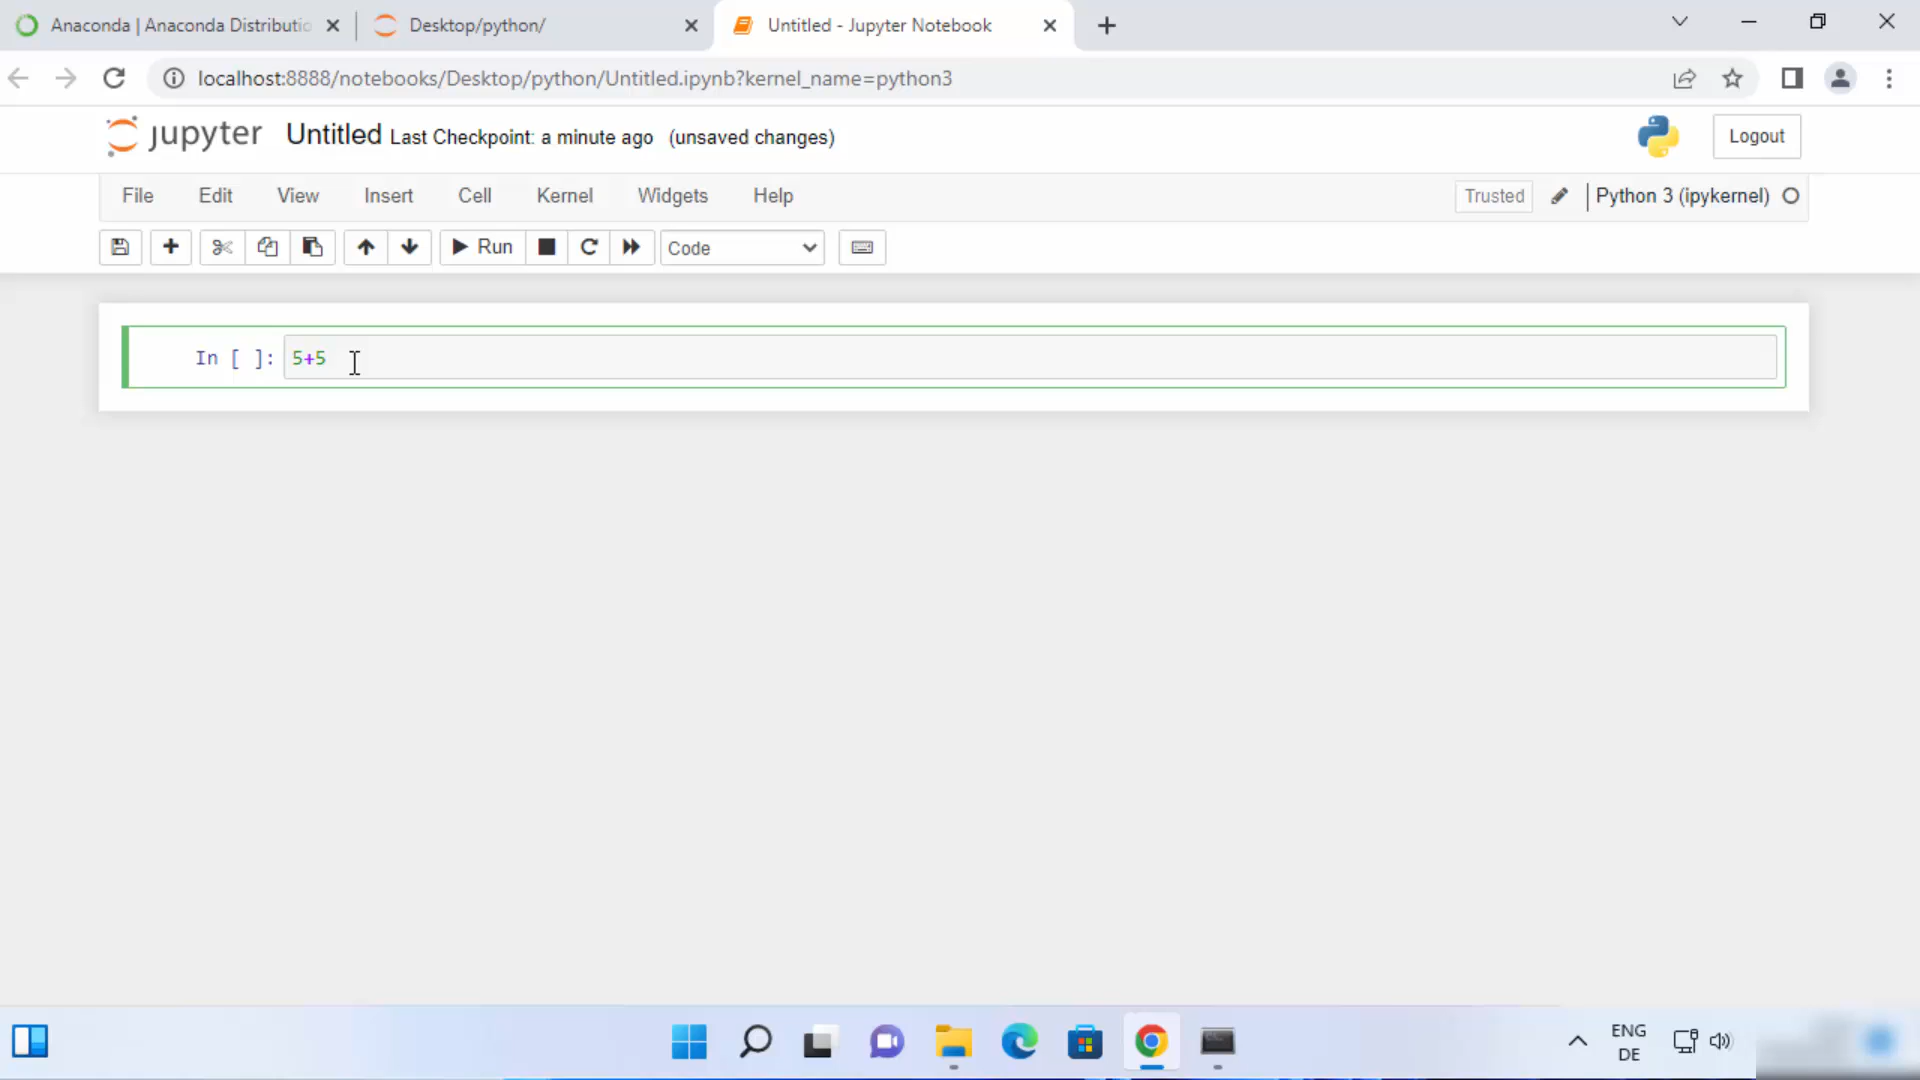 Anaconda | Anaconda Distributio
Desktop/python/
Untitled - Jupyter Notebook
localhost:8888/notebooks/Desktop/python/Untitled.ipynb?kernel_name=python3
jupyter Untitled Last Checkpoint: a minute ago (unsaved changes)
Logout
File Edit View Insert Cell Kernel Widgets Help
Trusted
Python 3 (ipykernel)
Run
Code
In [ ]: 5+5
ENG
DE